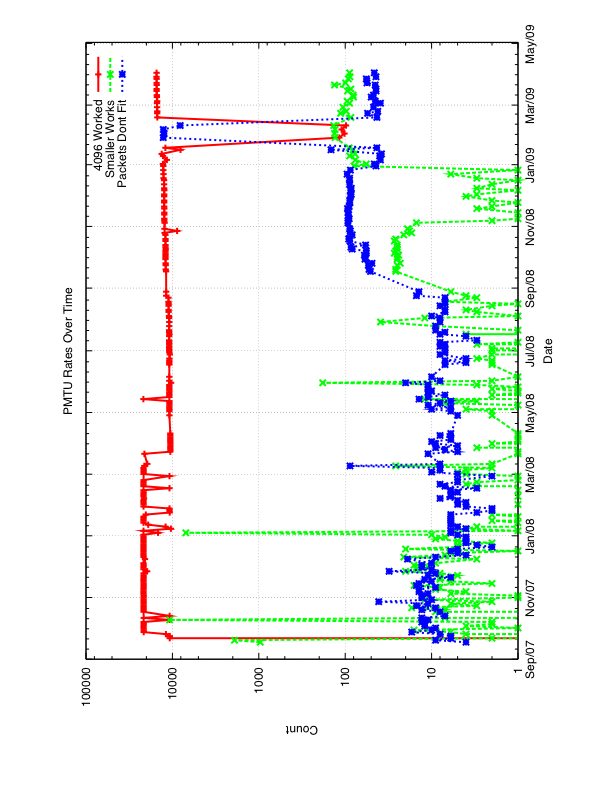 PMTU Rates Over Time
4096 Worked
Smaller Works
Packets Dont Fit
Count
100000
10000
1000
100
10
1
Sep/07
Nov/07
Jan/08
Mar/08
May/08
Jul/08
Sep/08
Nov/08
Jan/09
Mar/09
May/09
Date